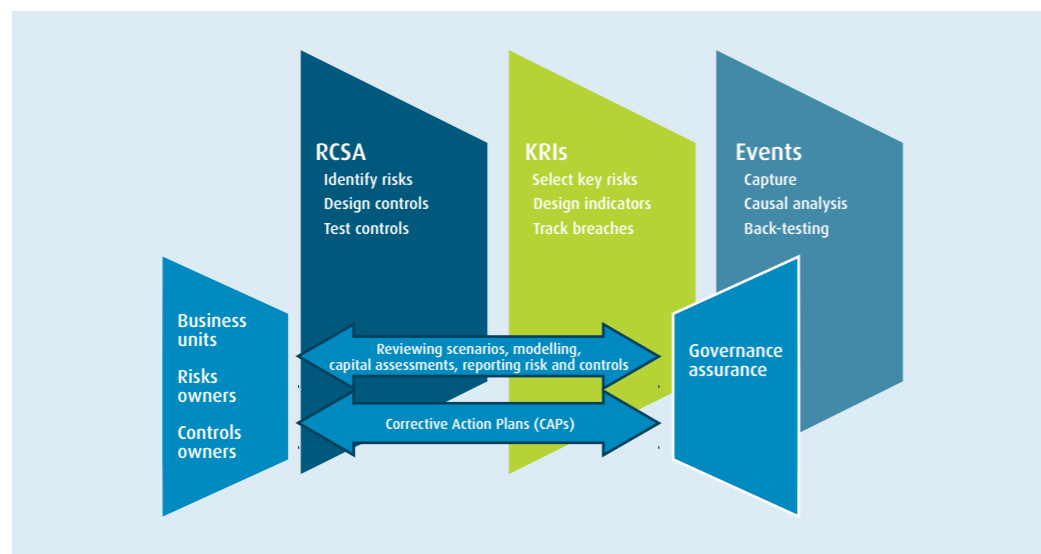 RCSA
Identify risks
Design controls
Test controls
KRIs
Select key risks
Design indicators
Track breaches
Events
Capture
Causal analysis
Back-testing
Business
units
Risks
owners
Controls
owners
Reviewing scenarios, modelling,
capital assessments, reporting risk and controls
Corrective Action Plans (CAPs)
Governance
assurance